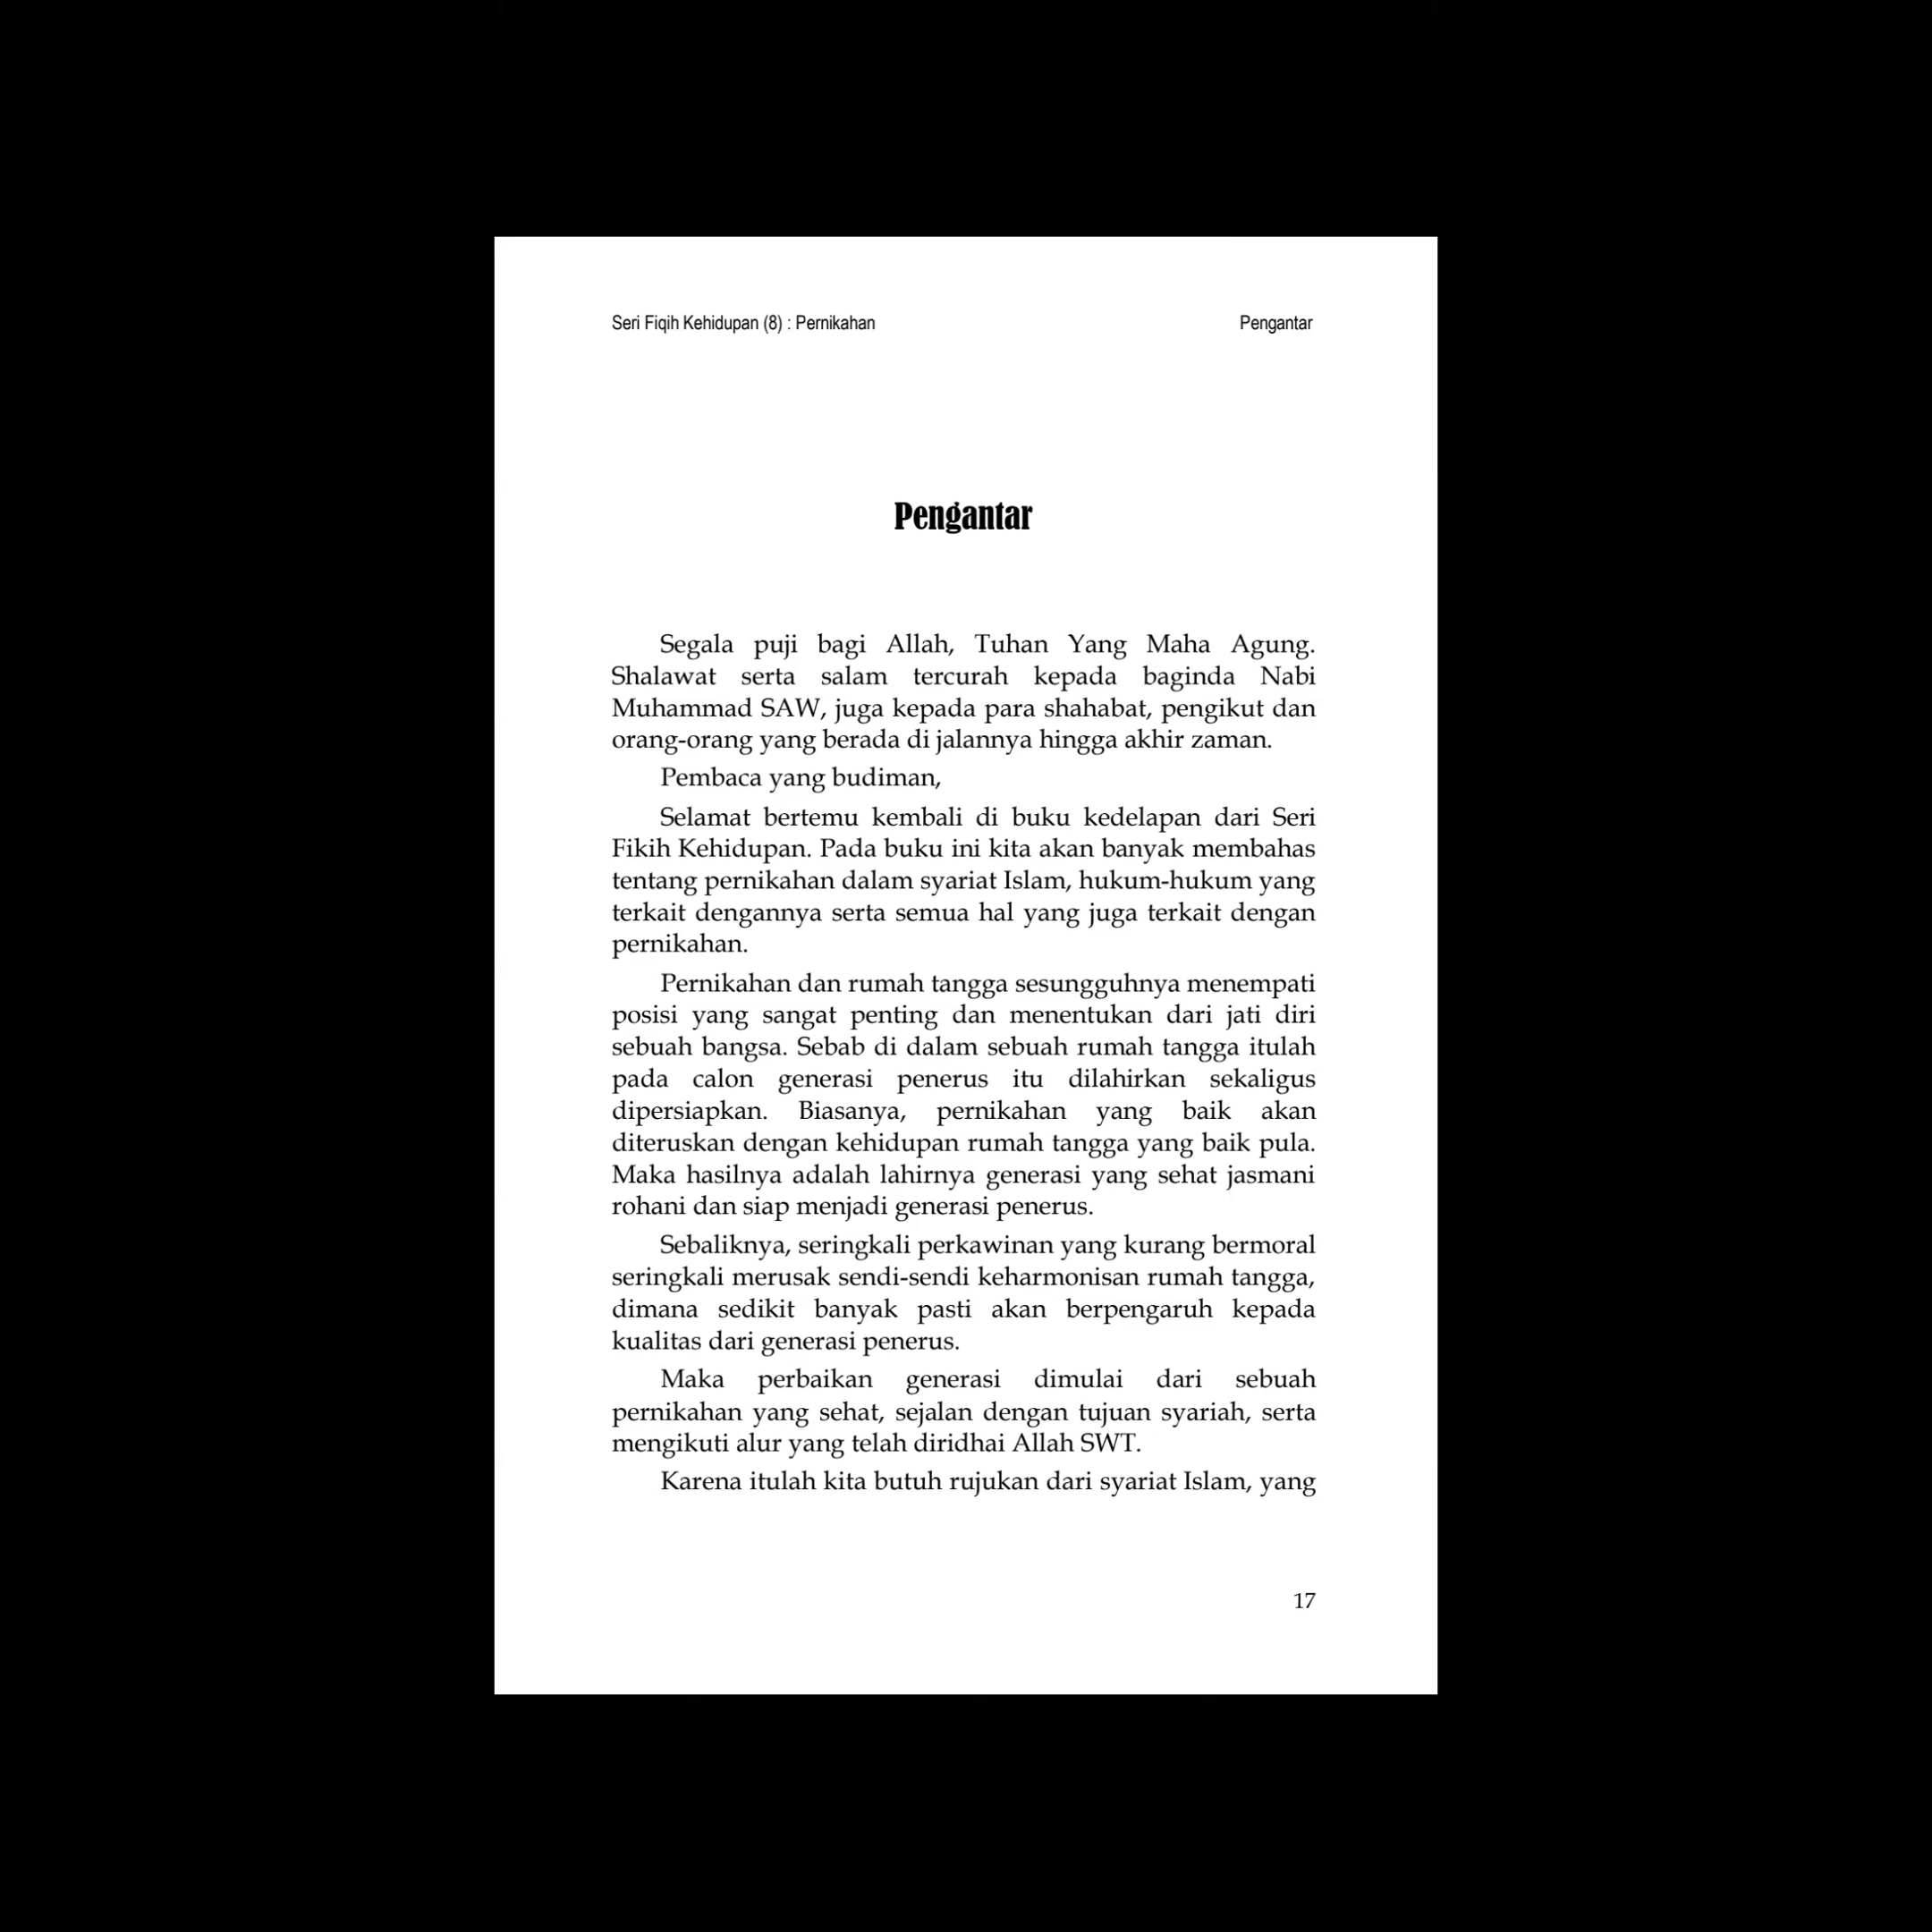 Seri Fiqih Kehidupan (8) : Pernikahan Pengantar
Pengantar
Segala puji bagi Allah, Tuhan Yang Maha Agung.
Shalawat serta salam tercurah kepada baginda Nabi
Muhammad SAW, juga kepada para shahabat, pengikut dan
orang-orang yang berada di jalannya hingga akhir zaman.
Pembaca yang budiman,
Selamat bertemu kembali di buku kedelapan dari Seri
Fikih Kehidupan. Pada buku ini kita akan banyak membahas
tentang pernikahan dalam syariat Islam, hukum-hukum yang
terkait dengannya serta semua hal yang juga terkait dengan
pernikahan.
Pernikahan dan rumah tangga sesungguhnya menempati
posisi yang sangat penting dan menentukan dari jati diri
sebuah bangsa. Sebab di dalam sebuah rumah tangga itulah
pada calon generasi penerus itu dilahirkan sekaligus
dipersiapkan. Biasanya, pernikahan yang baik akan
diteruskan dengan kehidupan rumah tangga yang baik pula.
Maka hasilnya adalah lahirnya generasi yang sehat jasmani
rohani dan siap menjadi generasi penerus.
Sebaliknya, seringkali perkawinan yang kurang bermoral
seringkali merusak sendi-sendi keharmonisan rumah tangga,
dimana sedikit banyak pasti akan berpengaruh kepada
kualitas dari generasi penerus.
Maka perbaikan generasi dimulai dari sebuah
pernikahan yang sehat, sejalan dengan tujuan syariah, serta
mengikuti alur yang telah diridhai Allah SWT.
Karena itulah kita butuh rujukan dari syariat Islam, yang
17